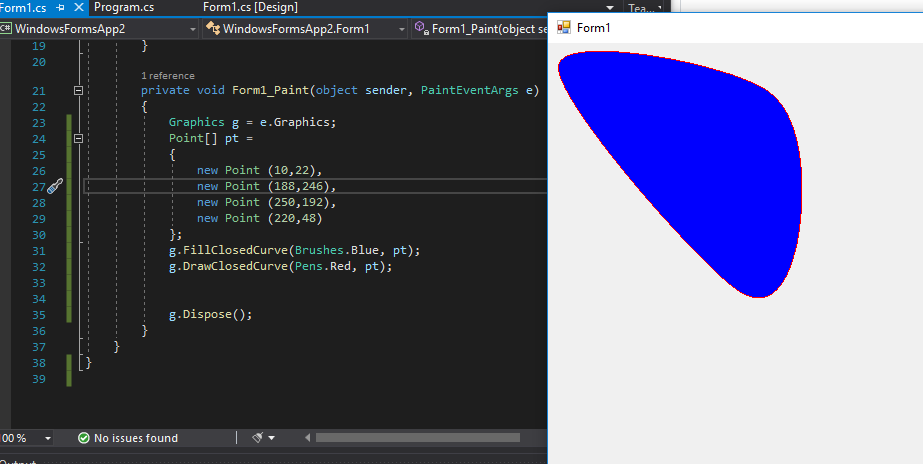 Form1.cs
Program.cs
Form1.cs [Design]
Tea...
C# WindowsFormsApp2
WindowsFormsApp2.Form1
Form1_Paint(object se
Form1
19 }
20
1 reference
21 private void Form1_Paint(object sender, PaintEventArgs e)
22 {
23 Graphics g = e.Graphics;
24 Point[] pt =
25 {
26 new Point (10,22),
27 new Point (188,246),
28 new Point (250,192),
29 new Point (220,48)
30 };
31 g.FillClosedCurve(Brushes.Blue, pt);
32 g.DrawClosedCurve(Pens.Red, pt);
33
34
35 g.Dispose();
36 }
37 }
38 }
39
00 %
No issues found
Output